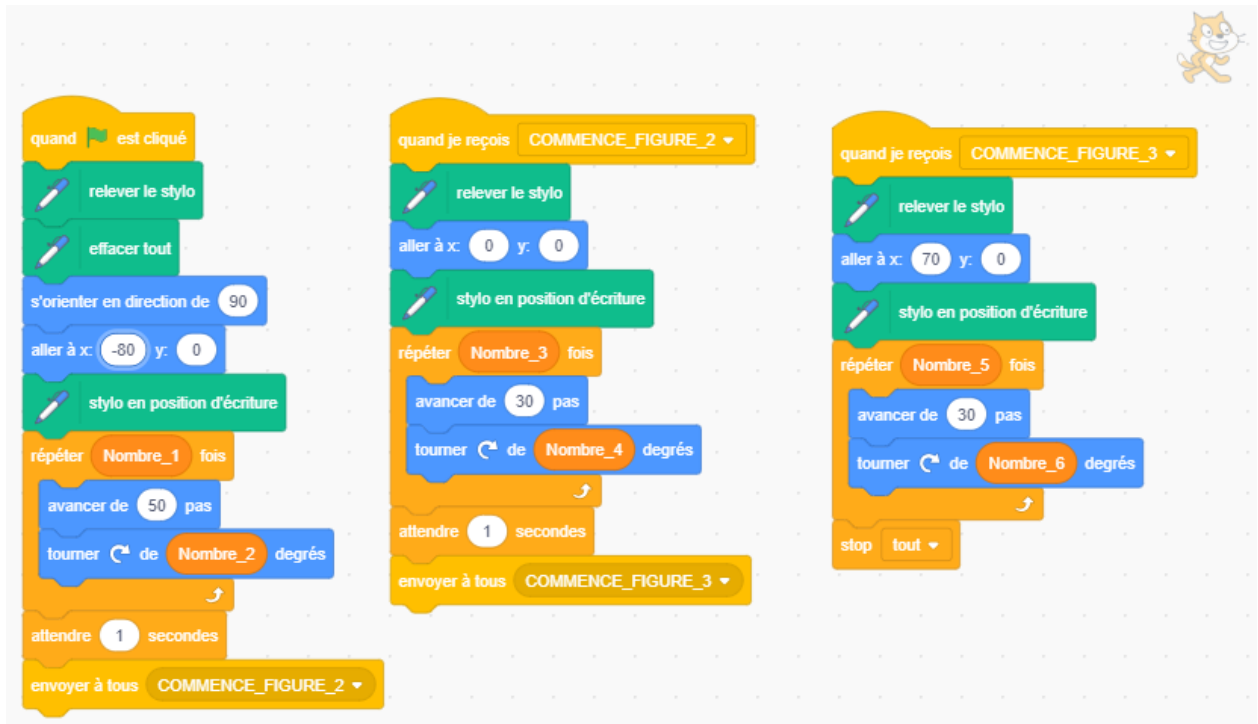 quand est cliqué
relever le stylo
effacer tout
s'orienter en direction de 90
aller à x: -80 y: 0
stylo en position d'écriture
répéter Nombre_1 fois
avancer de 50 pas
tourner de Nombre_2 degrés
attendre 1 secondes
envoyer à tous COMMENCE_FIGURE_2
quand je reçois COMMENCE_FIGURE_2
relever le stylo
aller à x: 0 y: 0
stylo en position d'écriture
répéter Nombre_3 fois
avancer de 30 pas
tourner de Nombre_4 degrés
attendre 1 secondes
envoyer à tous COMMENCE_FIGURE_3
quand je reçois COMMENCE_FIGURE_3
relever le stylo
aller à x: 70 y: 0
stylo en position d'écriture
répéter Nombre_5 fois
avancer de 30 pas
tourner de Nombre_6 degrés
stop tout